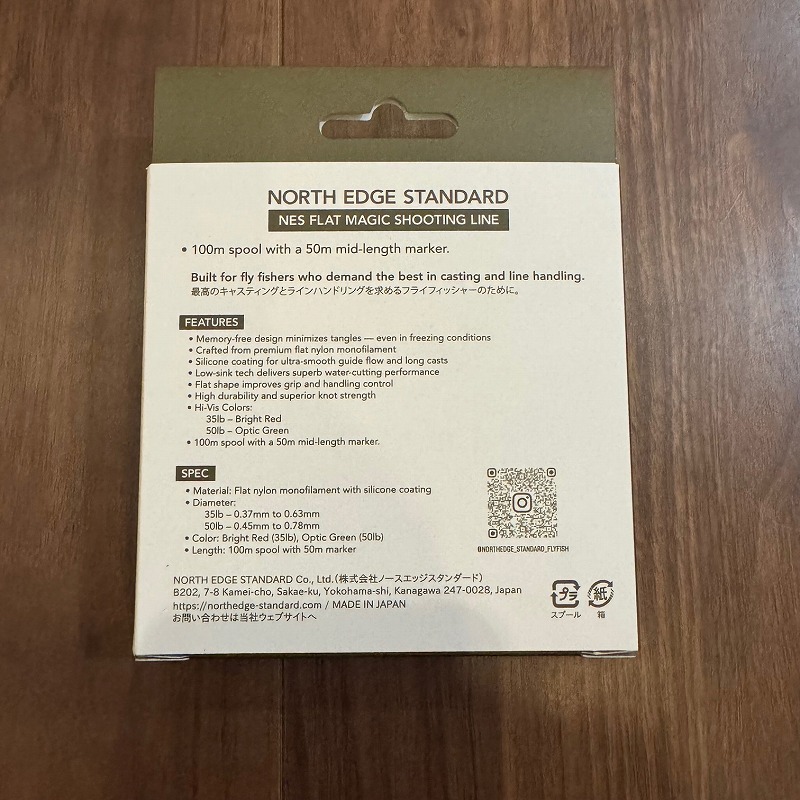 NORTH EDGE STANDARD
NES FLAT MAGIC SHOOTING LINE
• 100m spool with a 50m mid-length marker.
Built for fly fishers who demand the best in casting and line handling.
最高のキャスティングとラインハンドリングを求めるフライフィッシャーのために。
FEATURES
• Memory-free design minimizes tangles — even in freezing conditions
• Crafted from premium flat nylon monofilament
• Silicone coating for ultra-smooth guide flow and long casts
• Low-sink tech delivers superb water-cutting performance
• Flat shape improves grip and handling control
• High durability and superior knot strength
• Hi-Vis Colors:
35lb – Bright Red
50lb – Optic Green
• 100m spool with a 50m mid-length marker.
SPEC
• Material: Flat nylon monofilament with silicone coating
• Diameter:
35lb – 0.37mm to 0.63mm
50lb – 0.45mm to 0.78mm
• Color: Bright Red (35lb), Optic Green (50lb)
• Length: 100m spool with 50m marker
@NORTHEDGE_STANDARD_FLYFISH
NORTH EDGE STANDARD Co., Ltd.(株式会社ノースエッジスタンダード)
B202, 7-8 Kamei-cho, Sakae-ku, Yokohama-shi, Kanagawa 247-0028, Japan
https://northedge-standard.com / MADE IN JAPAN
お問い合わせは当社ウェブサイトへ
プラ
スプール
紙
箱